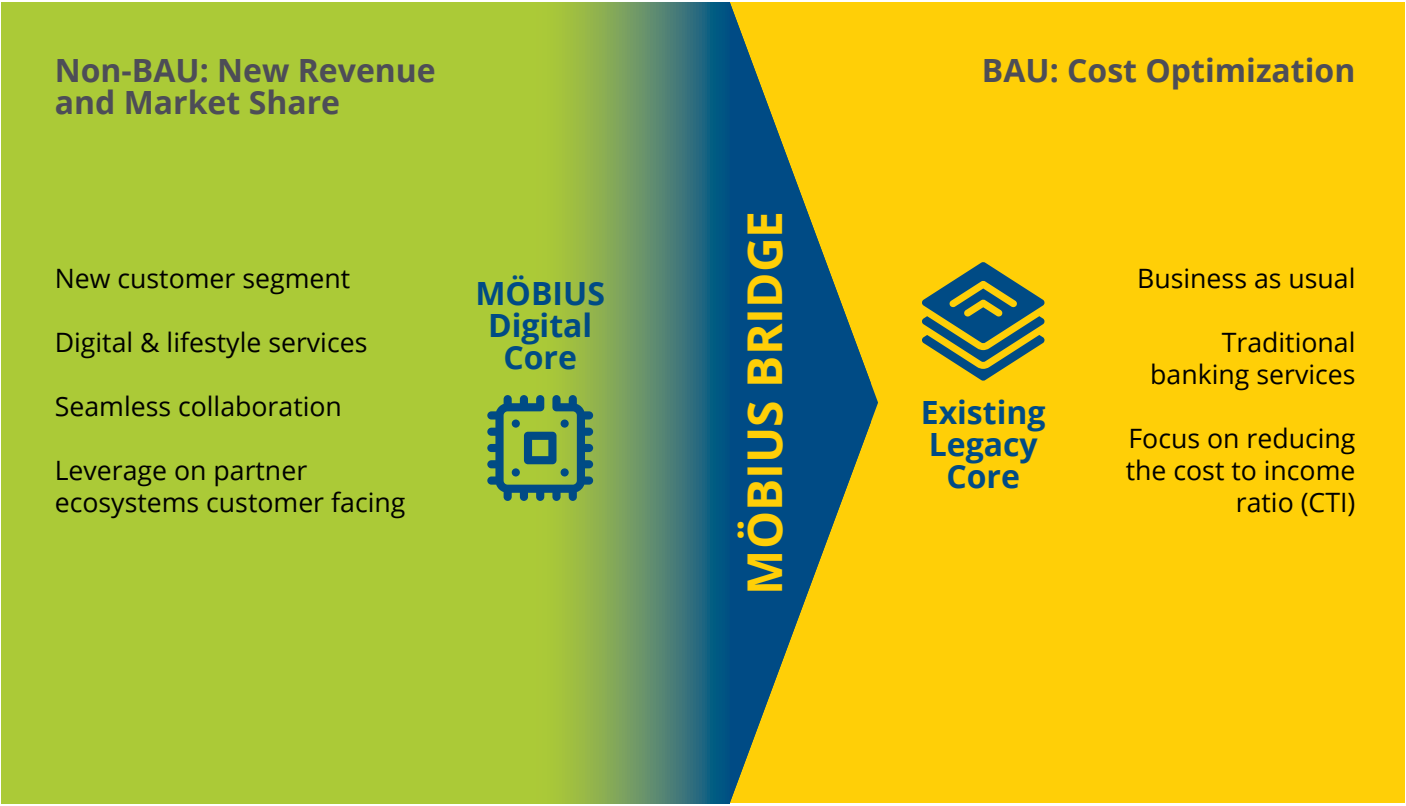 Non-BAU: New Revenue
and Market Share
New customer segment
Digital & lifestyle services
Seamless collaboration
Leverage on partner
ecosystems customer facing
MÖBIUS
Digital
Core
MÖBIUS BRIDGE
BAU: Cost Optimization
Existing
Legacy
Core
Business as usual
Traditional
banking services
Focus on reducing
the cost to income
ratio (CTI)